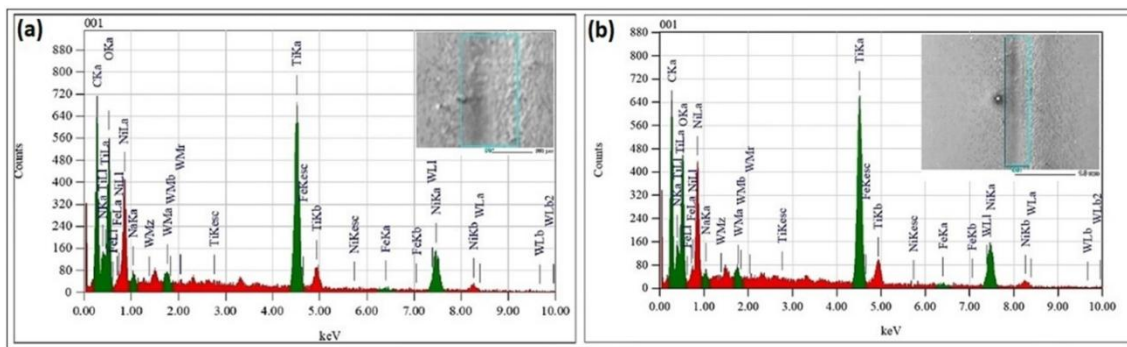 (a)
001
880
800
720
640
560
480
400
320
240
160
80
0
Counts
CKa
OKa
NKa
TiLl
TiLa
FeLl
FeLa
NiLl
NiLa
NaKa
WMz
WMa
WMb
WMr
TiKesc
TiKa
FeKesc
TiKb
NiKesc
FeKa
FeKb
WLl
NiKa
NiKb
WLa
WLb
WLb2
0.00 1.00 2.00 3.00 4.00 5.00 6.00 7.00 8.00 9.00 10.00
keV
(b)
001
880
800
720
640
560
480
400
320
240
160
80
0
Counts
CKa
OKa
NKa
TiLl
TiLa
FeLl
FeLa
NiLl
NiLa
NaKa
WMz
WMa
WMb
WMr
TiKesc
TiKa
FeKesc
TiKb
NiKesc
FeKa
FeKb
WLl
NiKa
NiKb
WLa
WLb
WLb2
0.00 1.00 2.00 3.00 4.00 5.00 6.00 7.00 8.00 9.00 10.00
keV